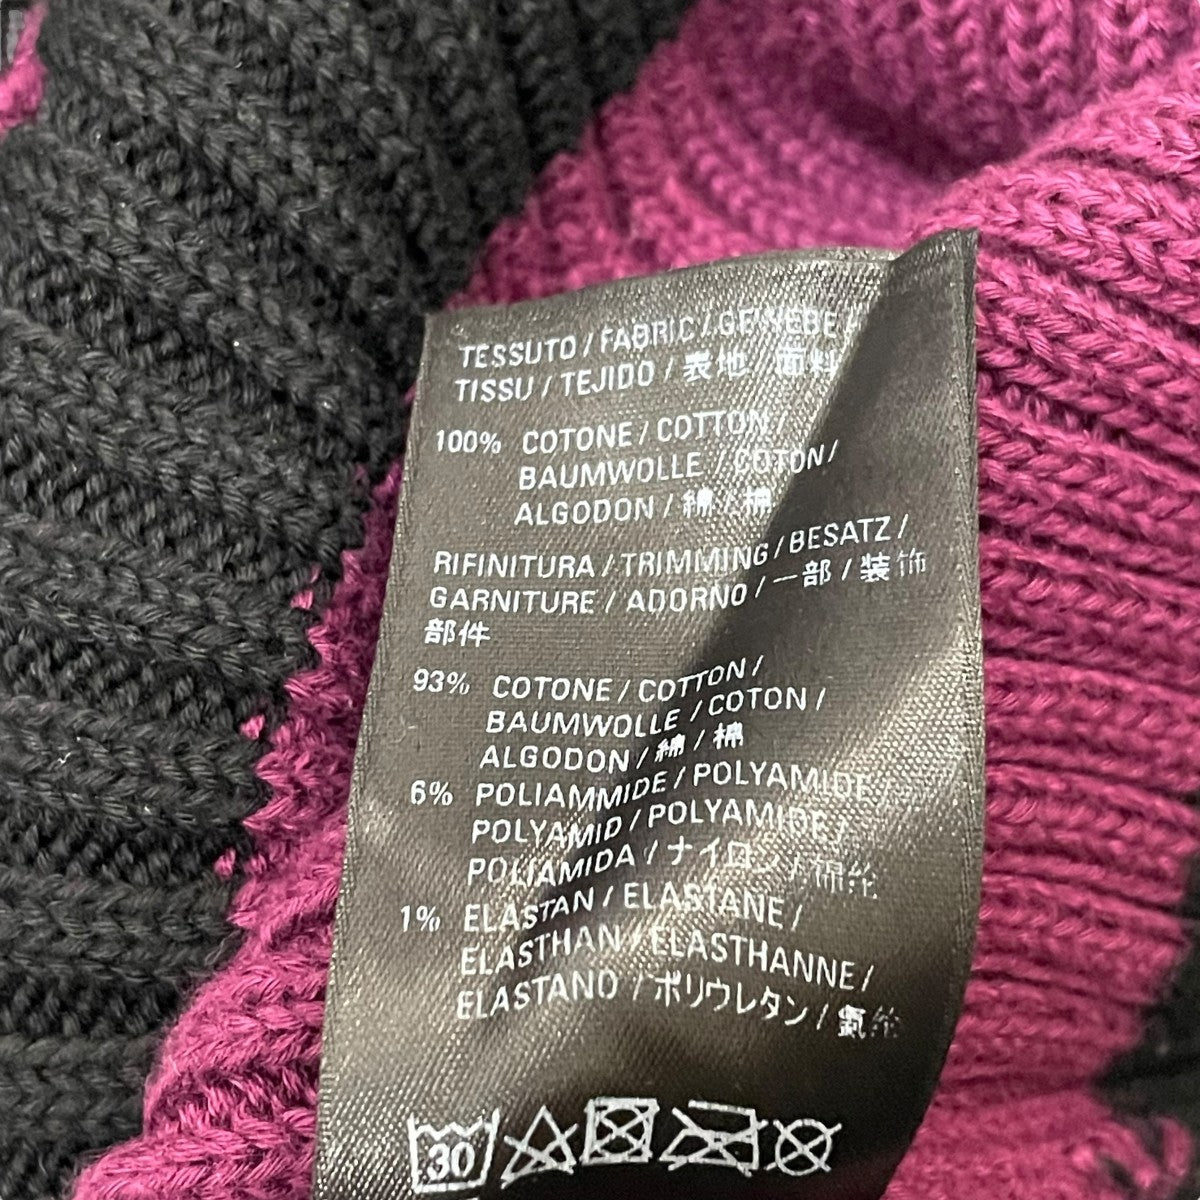 TESSUTO / FABRIC / GEWEBE /
TISSU / TEJIDO / 表地 面料
100% COTONE / COTTON /
BAUMWOLLE / COTON /
ALGODON / 綿 / 棉
RIFINITURA / TRIMMING / BESATZ /
GARNITURE / ADORNO / 一部 / 装饰
部件
93% COTONE / COTTON /
BAUMWOLLE / COTON /
ALGODON / 綿 / 棉
6% POLIAMMIDE / POLYAMIDE /
POLYAMID / POLYAMIDE /
POLIAMIDA / ナイロン / 锦纶
1% ELASTAN / ELASTANE /
ELASTHAN / ELASTHANNE /
ELASTANO / ポリウレタン / 氨纶
30